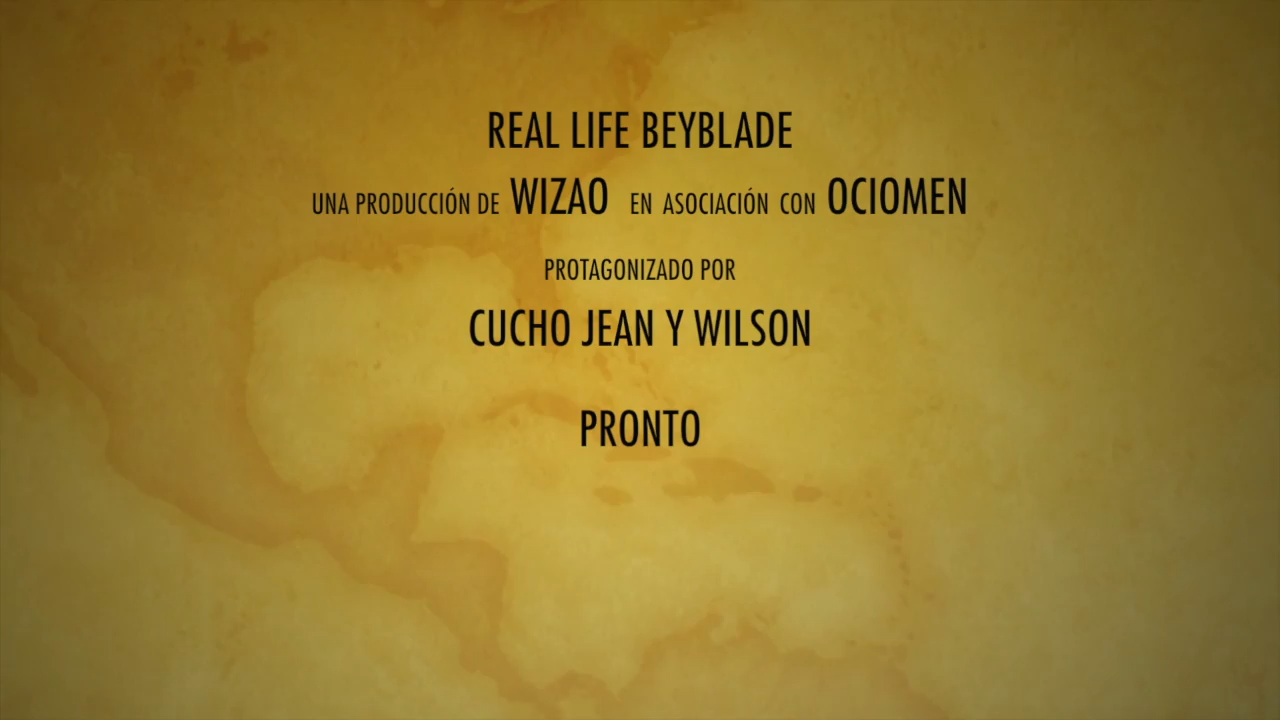 REAL LIFE BEYBLADE
UNA PRODUCCIÓN DE WIZAO EN ASOCIACIÓN CON OCIOMEN
PROTAGONIZADO POR
CUCHO JEAN Y WILSON
PRONTO